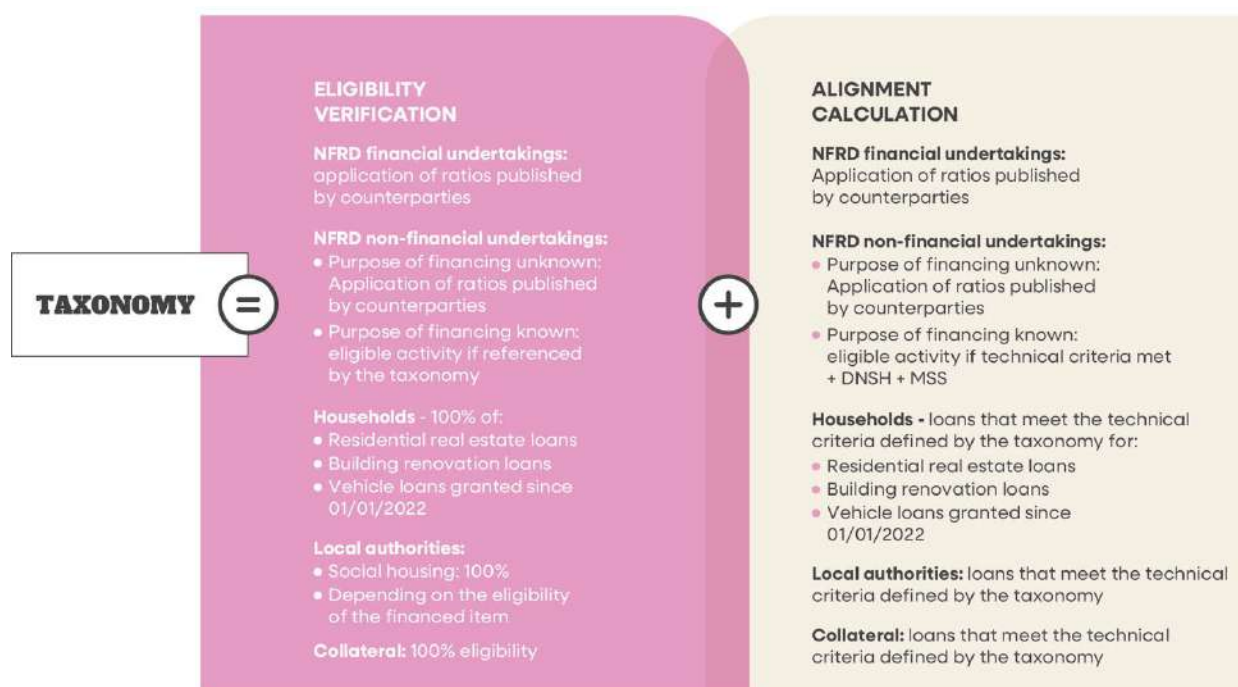 TAXONOMY
=
ELIGIBILITY
VERIFICATION
NFRD financial undertakings:
application of ratios published
by counterparties
NFRD non-financial undertakings:
• Purpose of financing unknown:
Application of ratios published
by counterparties
• Purpose of financing known:
eligible activity if referenced
by the taxonomy
Households - 100% of:
• Residential real estate loans
• Building renovation loans
• Vehicle loans granted since
01/01/2022
Local authorities:
• Social housing: 100%
• Depending on the eligibility
of the financed item
Collateral: 100% eligibility
+
ALIGNMENT
CALCULATION
NFRD financial undertakings:
Application of ratios published
by counterparties
NFRD non-financial undertakings:
• Purpose of financing unknown:
Application of ratios published
by counterparties
• Purpose of financing known:
eligible activity if technical criteria met
+ DNSH + MSS
Households - loans that meet the technical
criteria defined by the taxonomy for:
• Residential real estate loans
• Building renovation loans
• Vehicle loans granted since
01/01/2022
Local authorities: loans that meet the technical
criteria defined by the taxonomy
Collateral: loans that meet the technical
criteria defined by the taxonomy